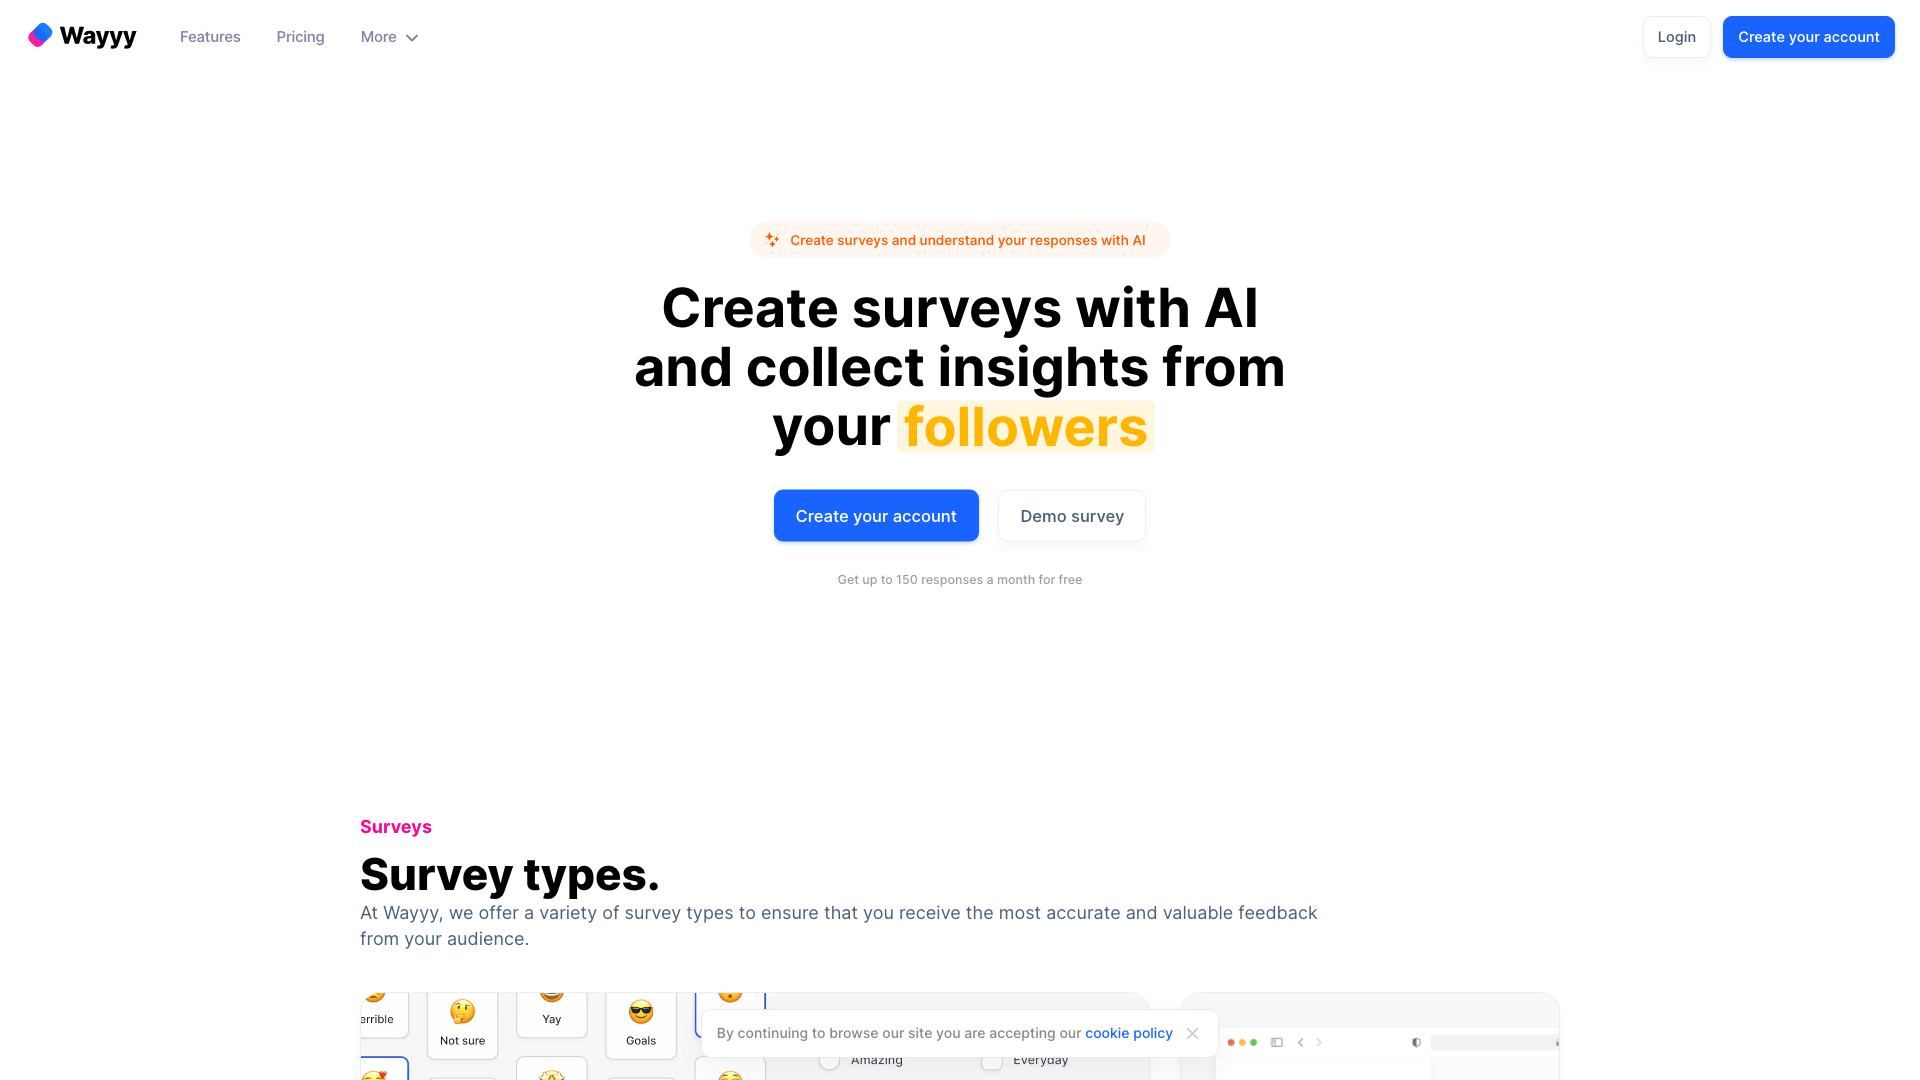 Wayyy
Features
Pricing
More
Login
Create your account
Create surveys and understand your responses with AI
Create surveys with AI
and collect insights from
your followers
Create your account
Demo survey
Get up to 150 responses a month for free
Surveys
Survey types.
At Wayyy, we offer a variety of survey types to ensure that you receive the most accurate and valuable feedback
from your audience.
errible
Not sure
Yay
Goals
By continuing to browse our site you are accepting our cookie policy
Amazing
Everyday